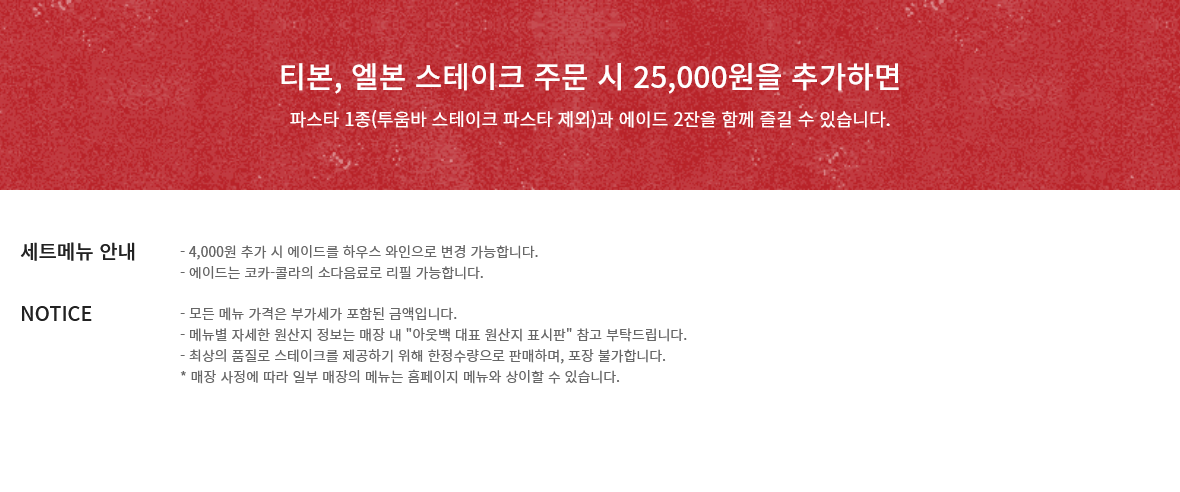 티본, 엘본 스테이크 주문 시 25,000원을 추가하면
파스타 1종(투움바 스테이크 파스타 제외)과 에이드 2잔을 함께 즐길 수 있습니다.
세트메뉴 안내
- 4,000원 추가 시 에이드를 하우스 와인으로 변경 가능합니다.
- 에이드는 코카-콜라의 소다음료로 리필 가능합니다.
NOTICE
- 모든 메뉴 가격은 부가세가 포함된 금액입니다.
- 메뉴별 자세한 원산지 정보는 매장 내 "아웃백 대표 원산지 표시판" 참고 부탁드립니다.
- 최상의 품질로 스테이크를 제공하기 위해 한정수량으로 판매하며, 포장 불가합니다.
* 매장 사정에 따라 일부 매장의 메뉴는 홈페이지 메뉴와 상이할 수 있습니다.